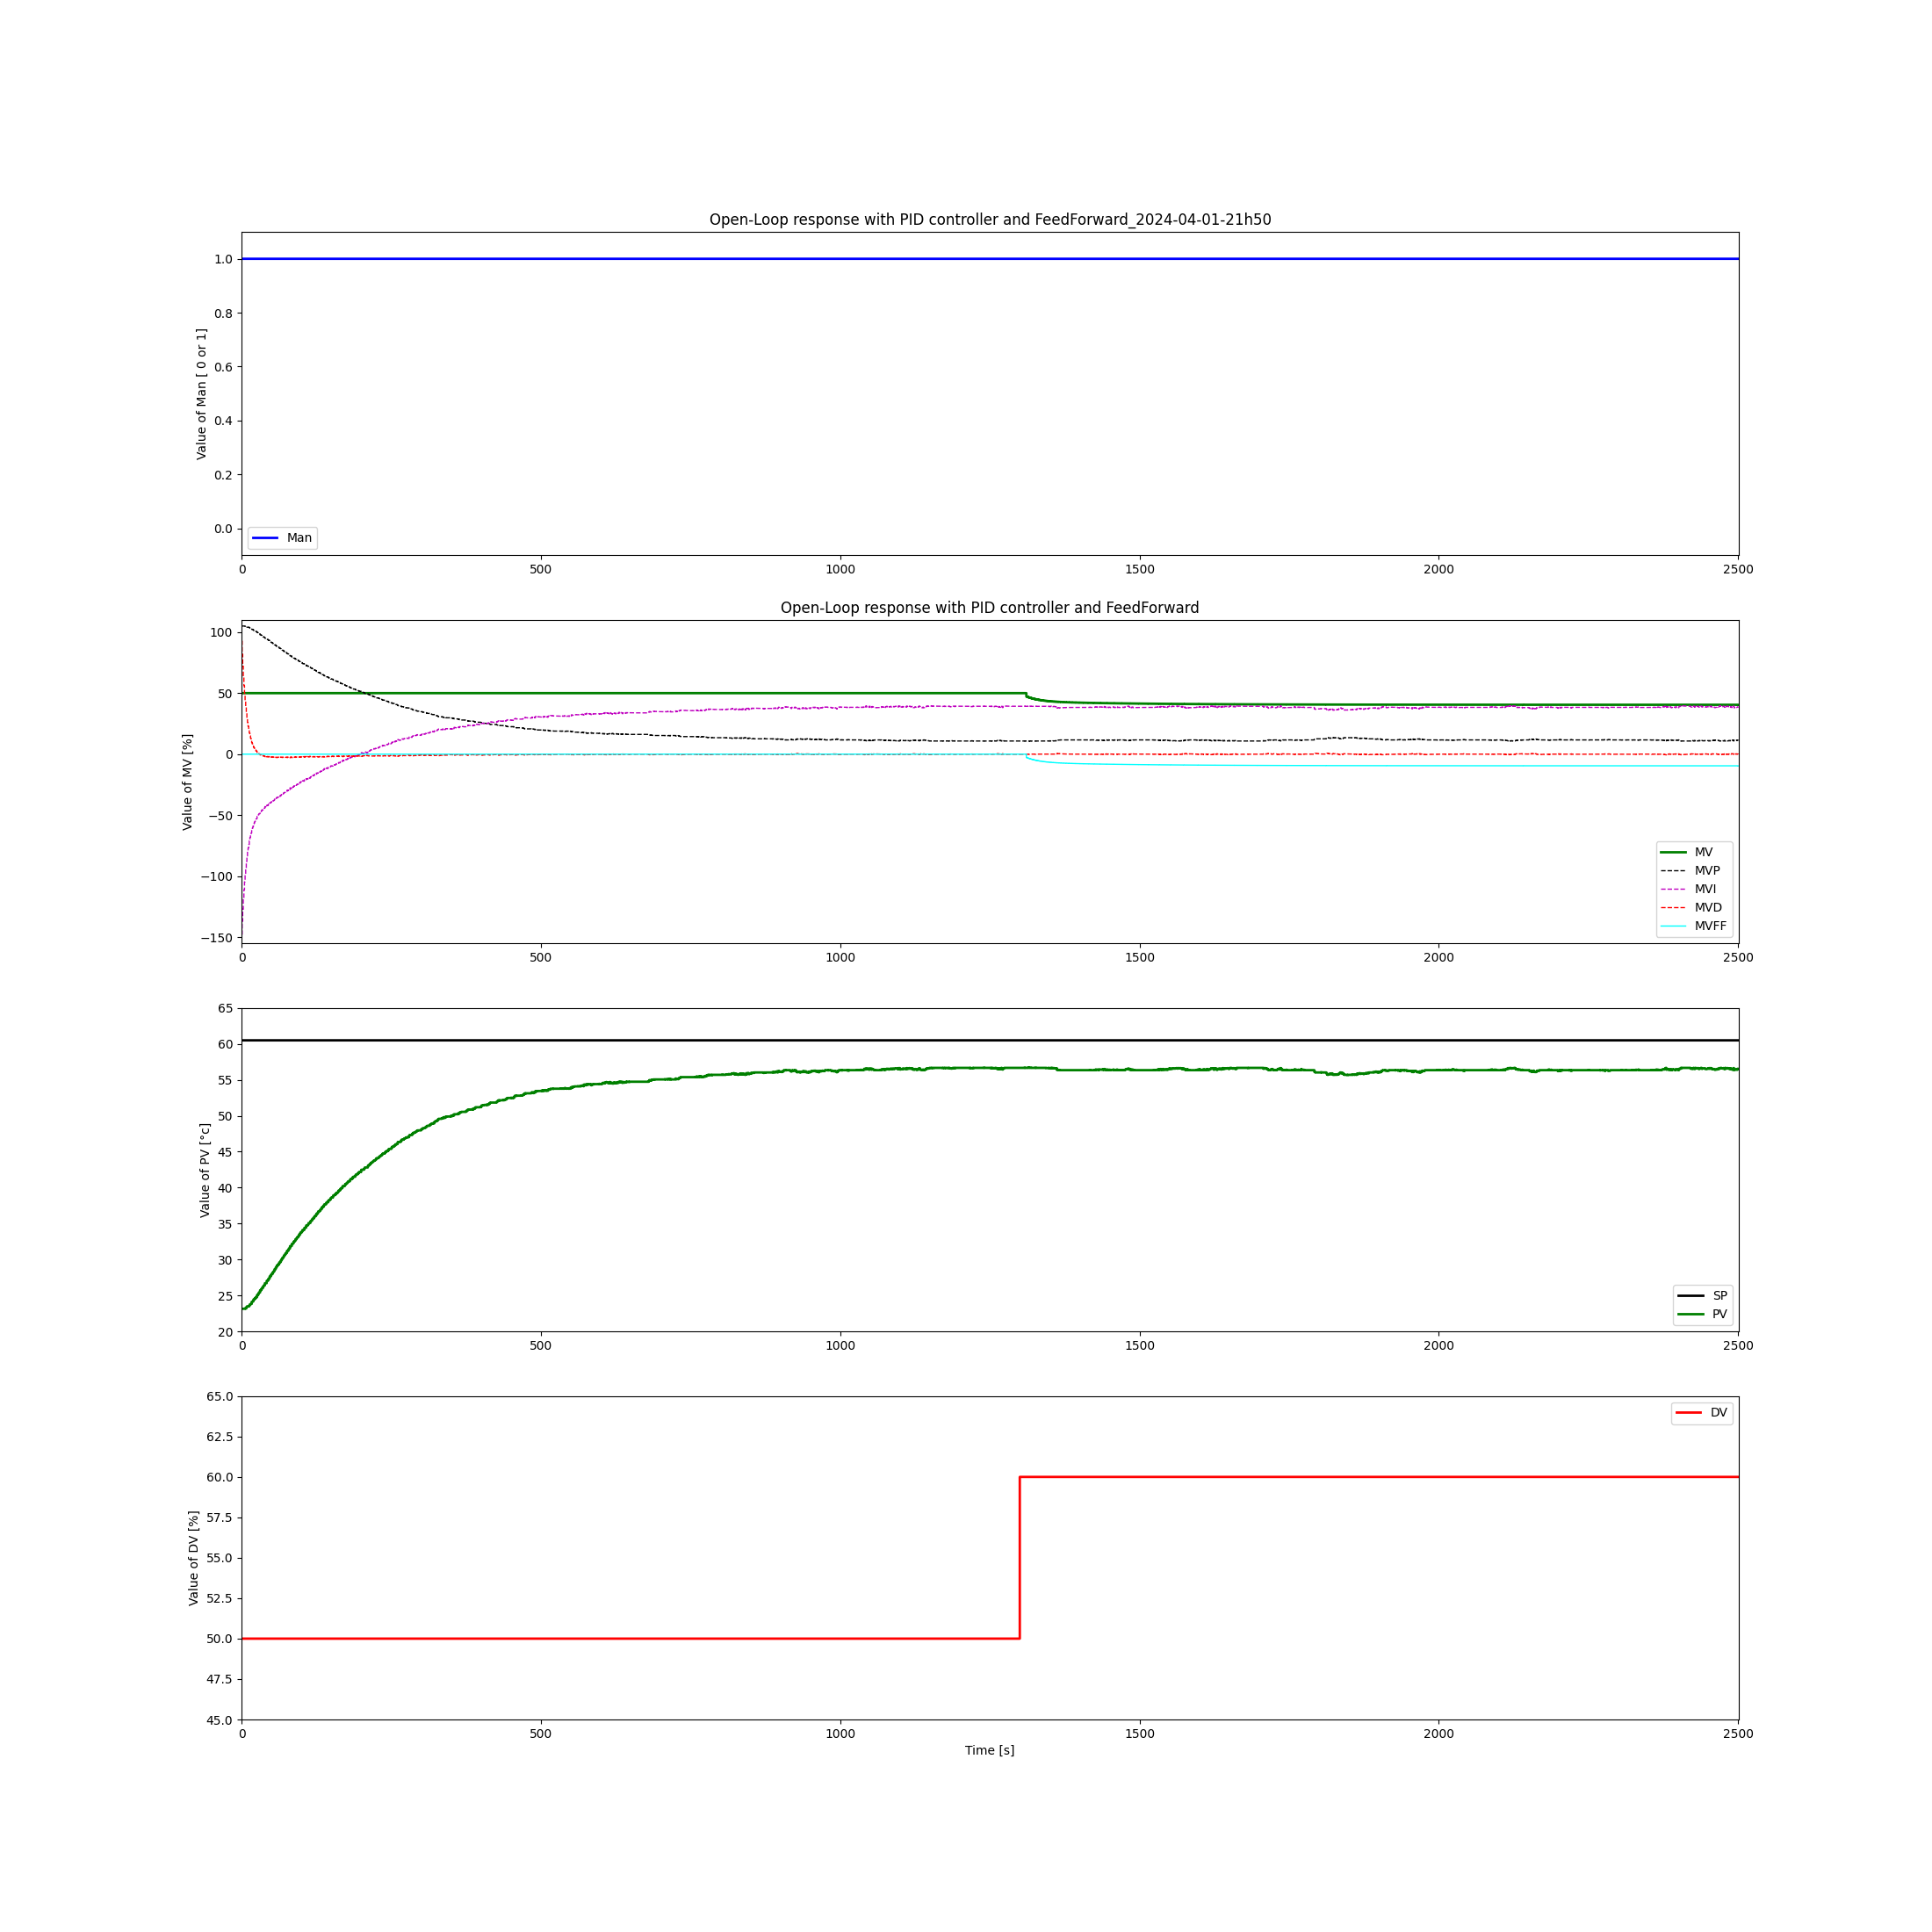 Open-Loop response with PID controller and FeedForward_2024-04-01-21h50
Value of Man [ 0 or 1]
1.0
0.8
0.6
0.4
0.2
0.0
Man
0 500 1000 1500 2000 2500
Open-Loop response with PID controller and FeedForward
Value of MV [%]
100
50
0
−50
−100
−150
MV
MVP
MVI
MVD
MVFF
0 500 1000 1500 2000 2500
Value of PV [°c]
65
60
55
50
45
40
35
30
25
20
SP
PV
0 500 1000 1500 2000 2500
Value of DV [%]
65.0
62.5
60.0
57.5
55.0
52.5
50.0
47.5
45.0
DV
0 500 1000 1500 2000 2500
Time [s]